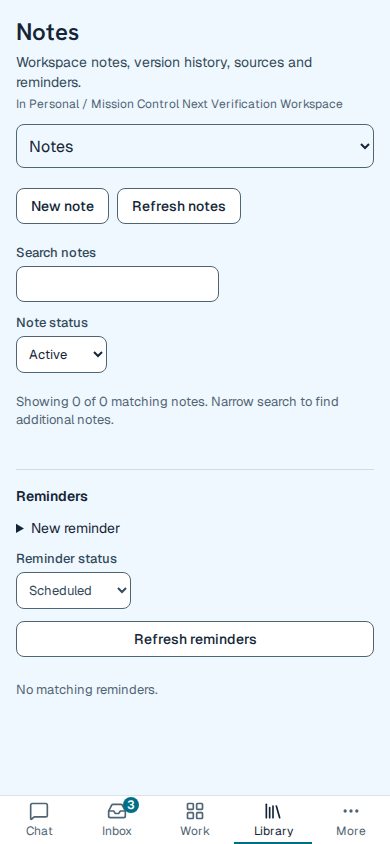 Notes
Workspace notes, version history, sources and
reminders.
In Personal / Mission Control Next Verification Workspace
Notes
New note
Refresh notes
Search notes
Note status
Active
Showing 0 of 0 matching notes. Narrow search to find
additional notes.
Reminders
New reminder
Reminder status
Scheduled
Refresh reminders
No matching reminders.
3
Chat
Inbox
Work
Library
More